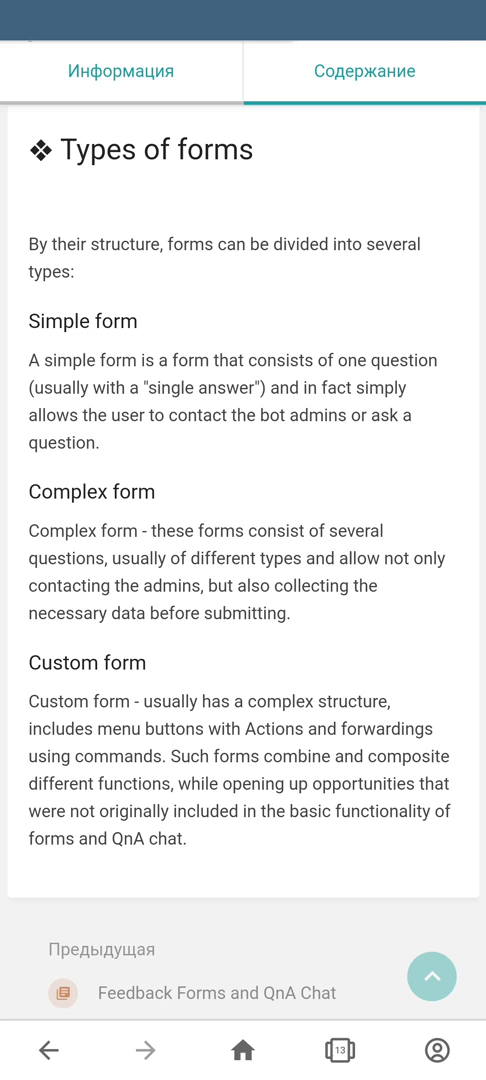 Информация
Содержание
❖ Types of forms
By their structure, forms can be divided into several
types:
Simple form
A simple form is a form that consists of one question
(usually with a "single answer") and in fact simply
allows the user to contact the bot admins or ask a
question.
Complex form
Complex form - these forms consist of several
questions, usually of different types and allow not only
contacting the admins, but also collecting the
necessary data before submitting.
Custom form
Custom form - usually has a complex structure,
includes menu buttons with Actions and forwardings
using commands. Such forms combine and composite
different functions, while opening up opportunities that
were not originally included in the basic functionality of
forms and QnA chat.
Предыдущая
Feedback Forms and QnA Chat
13